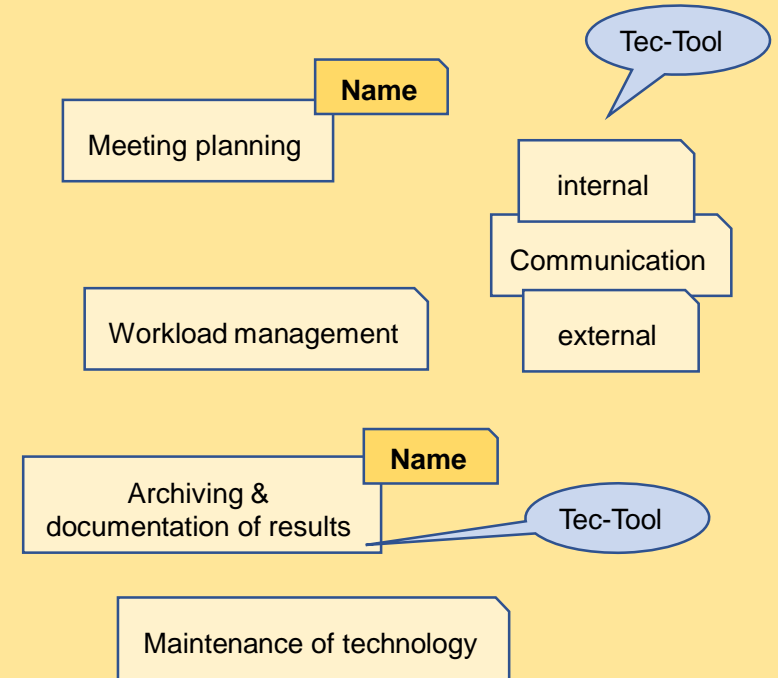 Tec-Tool
Name
Meeting planning
internal
Communication
Workload management
external
Name
Archiving &
documentation of results
Tec-Tool
Maintenance of technology